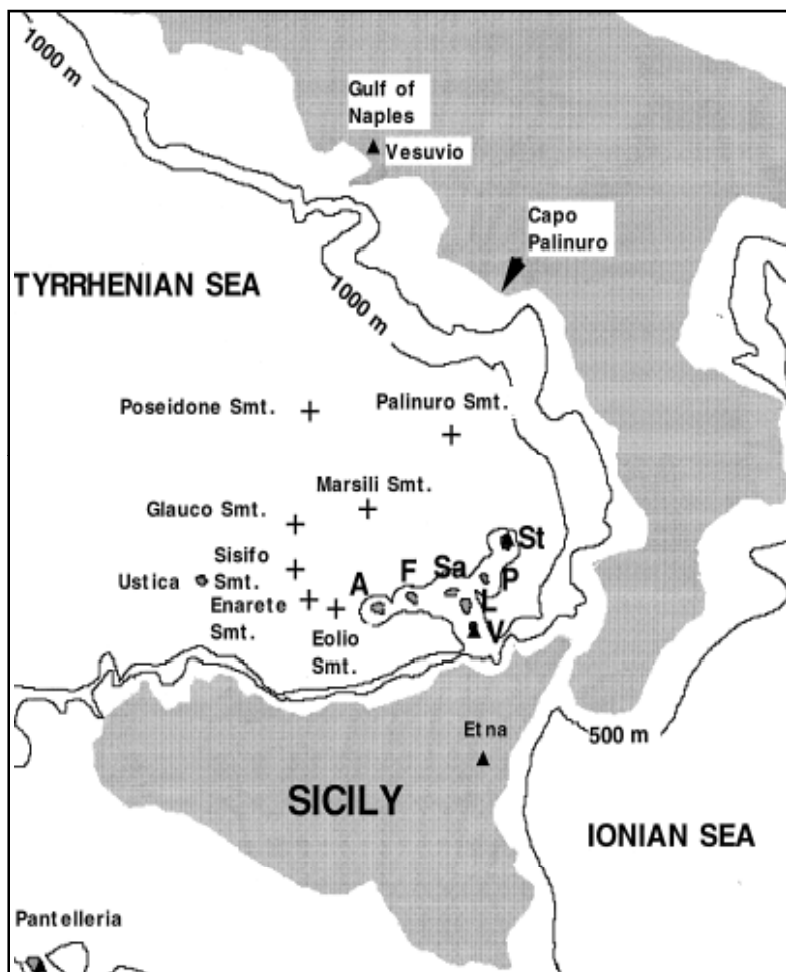 1000 m
Gulf of
Naples
Vesuvio
Capo
Palinuro
TYRRHENIAN SEA
1000 m
Poseidone Smt.
Palinuro Smt.
Marsili Smt.
Glauco Smt.
St
Sisifo
Smt.
Ustica
A
F
Sa
P
L
Enarete
Smt.
V
Eolio
Smt.
Etna
500 m
SICILY
IONIAN SEA
Pantelleria